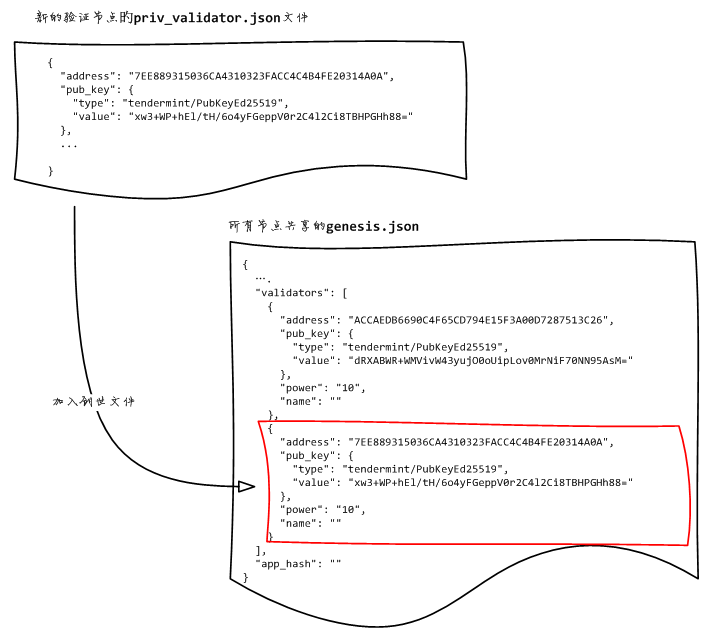 新的验证节点的priv_validator.json文件
{
"address": "7EE889315036CA4310323FACC4C4B4FE20314A0A",
"pub_key": {
"type": "tendermint/PubKeyEd25519",
"value": "xw3+WP+hEl/tH/6o4yFGeppV0r2C4l2Ci8TBHPGHh88="
},
...
}
所有节点共享的genesis.json
{
….
"validators": [
{
"address": "ACCAEDB6690C4F65CD794E15F3A00D7287513C26",
"pub_key": {
"type": "tendermint/PubKeyEd25519",
"value": "dRXABWR+WMVivW43yujO0oUipLov0MrNiF70NN95AsM="
},
"power": "10",
"name": ""
},
{
"address": "7EE889315036CA4310323FACC4C4B4FE20314A0A",
"pub_key": {
"type": "tendermint/PubKeyEd25519",
"value": "xw3+WP+hEl/tH/6o4yFGeppV0r2C4l2Ci8TBHPGHh88="
},
"power": "10",
"name": ""
}
],
"app_hash": ""
}
加入创世文件